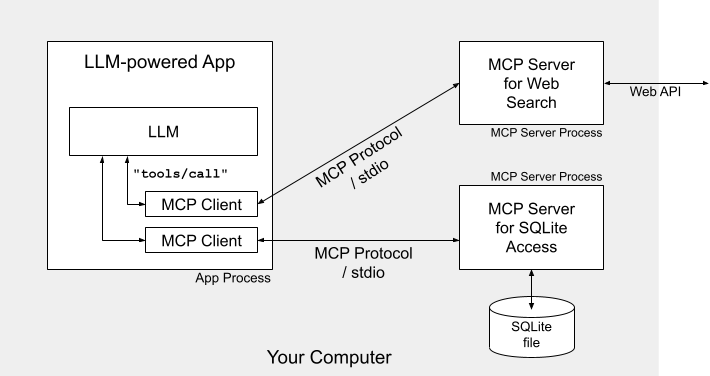 LLM-powered App
LLM
"tools/call"
MCP Client
MCP Client
App Process
MCP Protocol
/ stdio
MCP Protocol
/ stdio
MCP Server
for Web
Search
MCP Server Process
Web API
MCP Server Process
MCP Server
for SQLite
Access
SQLite
file
Your Computer